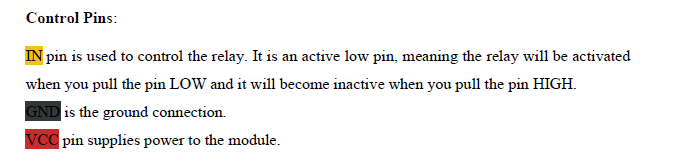 Control Pins:
IN pin is used to control the relay. It is an active low pin, meaning the relay will be activated
when you pull the pin LOW and it will become inactive when you pull the pin HIGH.
GND is the ground connection.
VCC pin supplies power to the module.